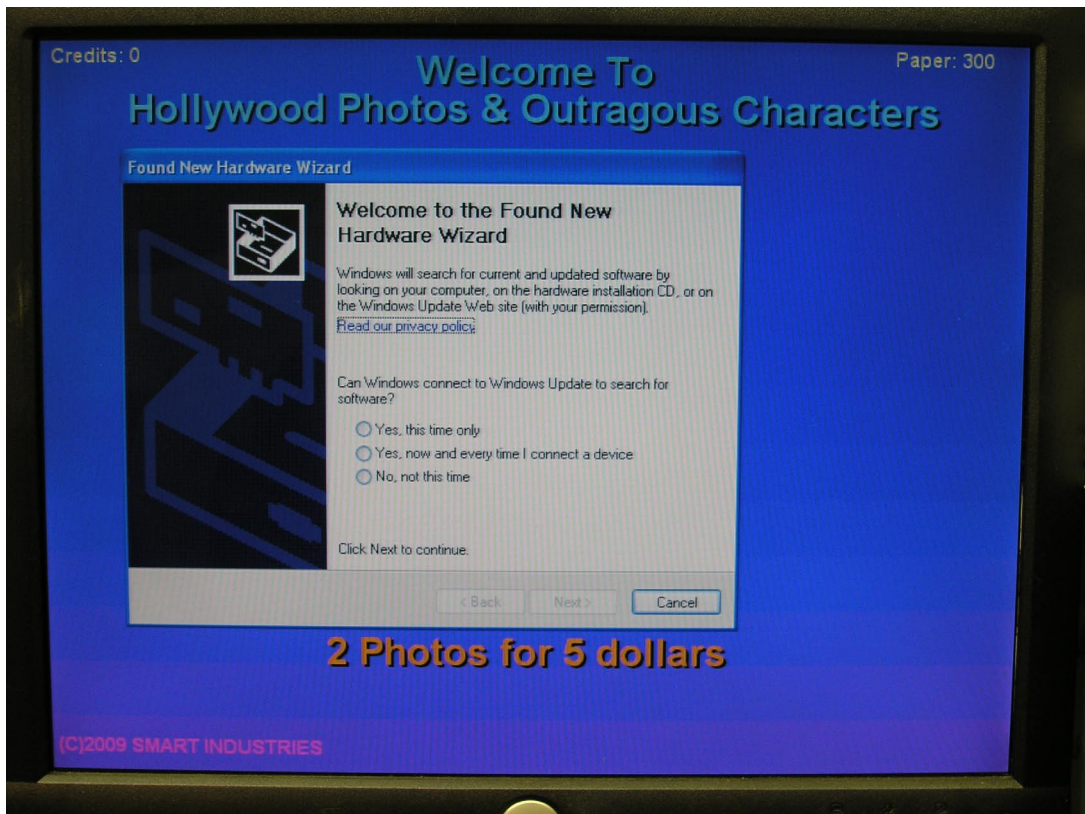 Credits: 0
Paper: 300
Welcome To
Hollywood Photos & Outragous Characters
Found New Hardware Wizard
Welcome to the Found New
Hardware Wizard
Windows will search for current and updated software by
looking on your computer, on the hardware installation CD, or on
the Windows Update Web site (with your permission).
Read our privacy policy
Can Windows connect to Windows Update to search for
software?
Yes, this time only
Yes, now and every time I connect a device
No, not this time
Click Next to continue.
< Back
Next >
Cancel
2 Photos for 5 dollars
(C)2009 SMART INDUSTRIES